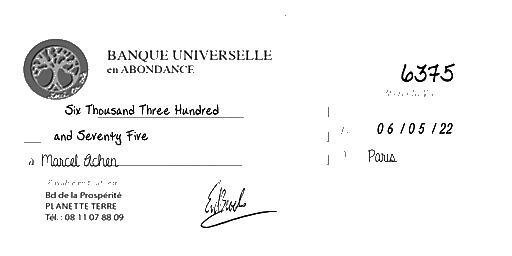 BANQUE UNIVERSELLE
en ABONDANCE
6375
Six Thousand Three Hundred
and Seventy Five
06/05/22
à Marcel Achen
Paris
Bd de la Prospérité
PLANETTE TERRE
Tél. : 08 11 07 88 09